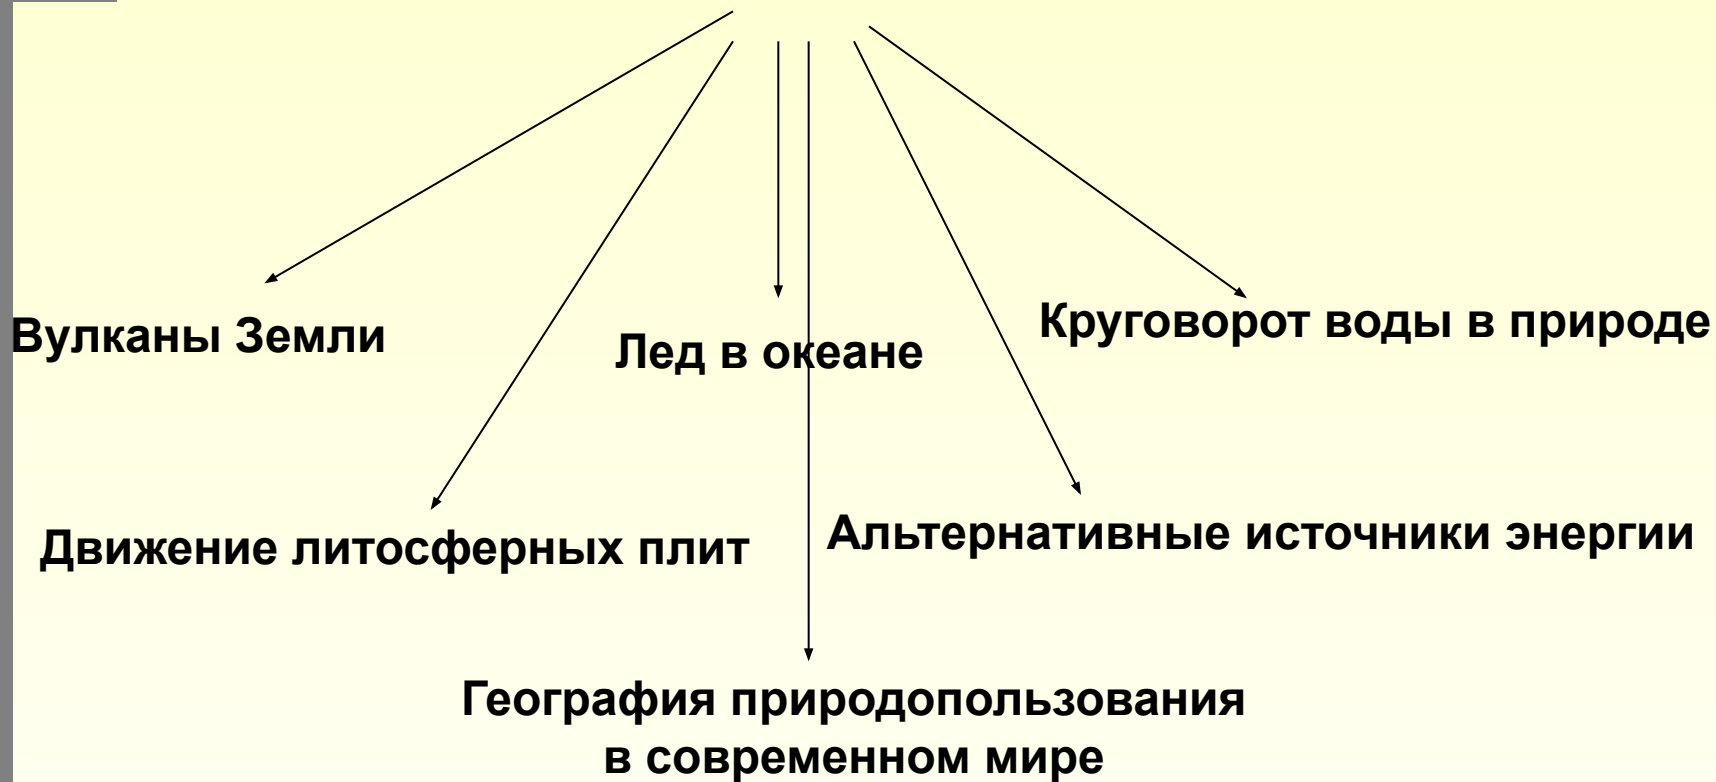 Вулканы Земли
Лед в океане
Круговорот воды в природе
Движение литосферных плит
Альтернативные источники энергии
География природопользования
в современном мире